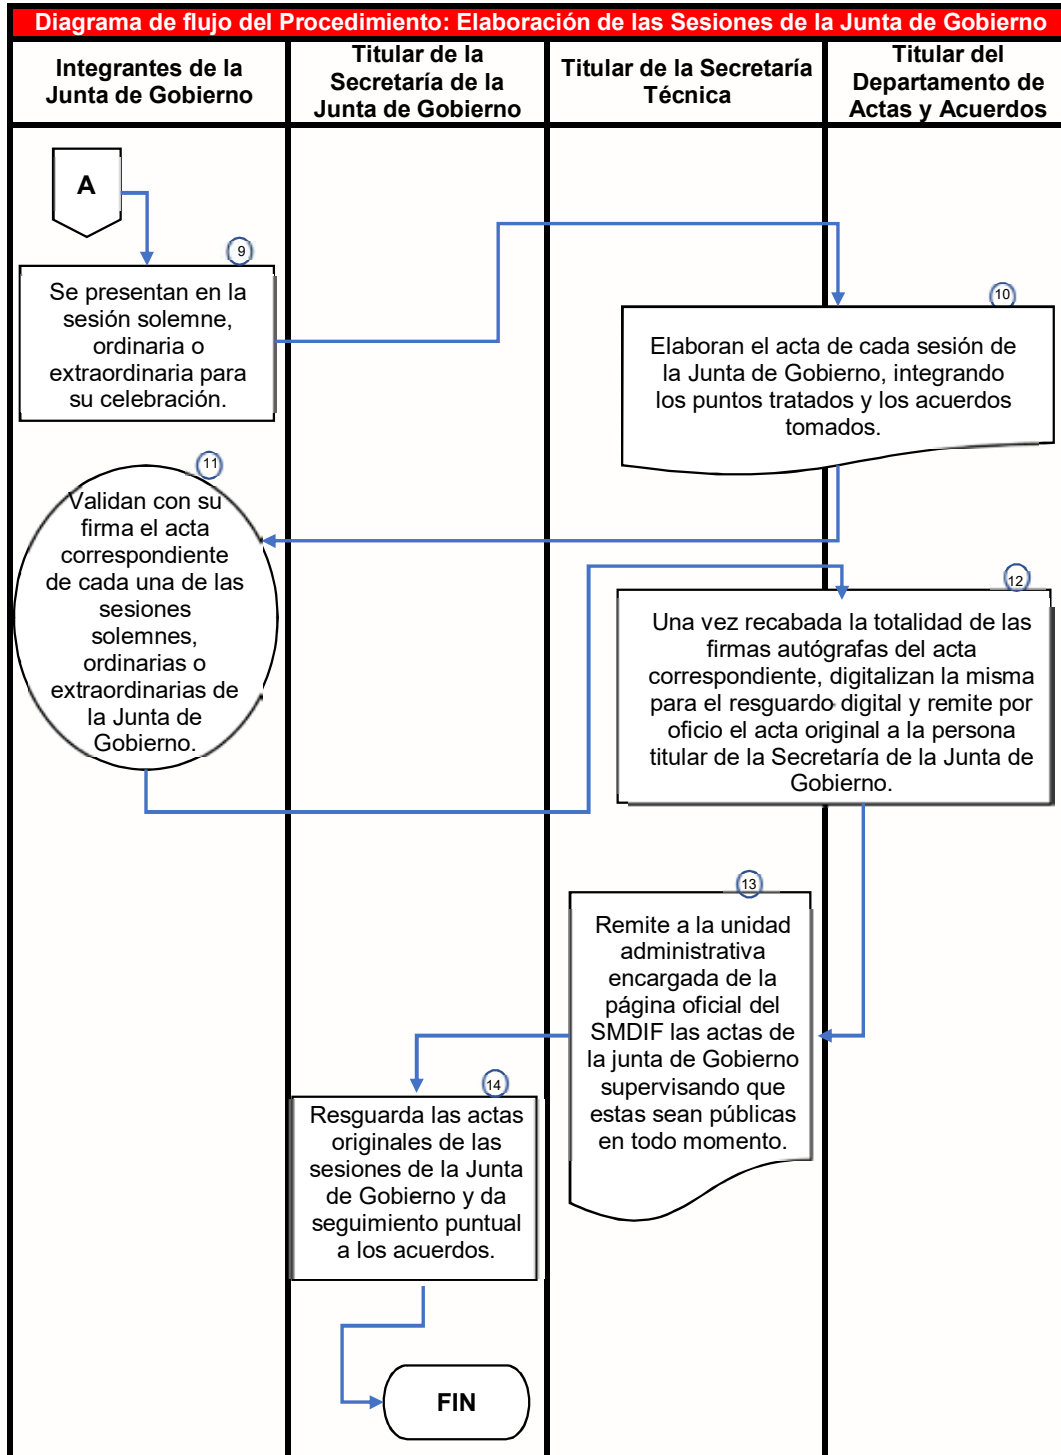 Diagrama de flujo del Procedimiento: Elaboración de las Sesiones de la Junta de Gobierno
Integrantes de la
Junta de Gobierno
Titular de la
Secretaría de la
Junta de Gobierno
Titular de la Secretaría
Técnica
Titular del
Departamento de
Actas y Acuerdos
A
9
Se presentan en la
sesión solemne,
ordinaria o
extraordinaria para
su celebración.
10
Elaboran el acta de cada sesión de
la Junta de Gobierno, integrando
los puntos tratados y los acuerdos
tomados.
11
Validan con su
firma el acta
correspondiente
de cada una de las
sesiones
solemnes,
ordinarias o
extraordinarias de
la Junta de
Gobierno.
12
Una vez recabada la totalidad de las
firmas autógrafas del acta
correspondiente, digitalizan la misma
para el resguardo digital y remite por
oficio el acta original a la persona
titular de la Secretaría de la Junta de
Gobierno.
13
Remite a la unidad
administrativa
encargada de la
página oficial del
SMDIF las actas de
la junta de Gobierno
supervisando que
estas sean públicas
en todo momento.
14
Resguarda las actas
originales de las
sesiones de la Junta
de Gobierno y da
seguimiento puntual
a los acuerdos.
FIN